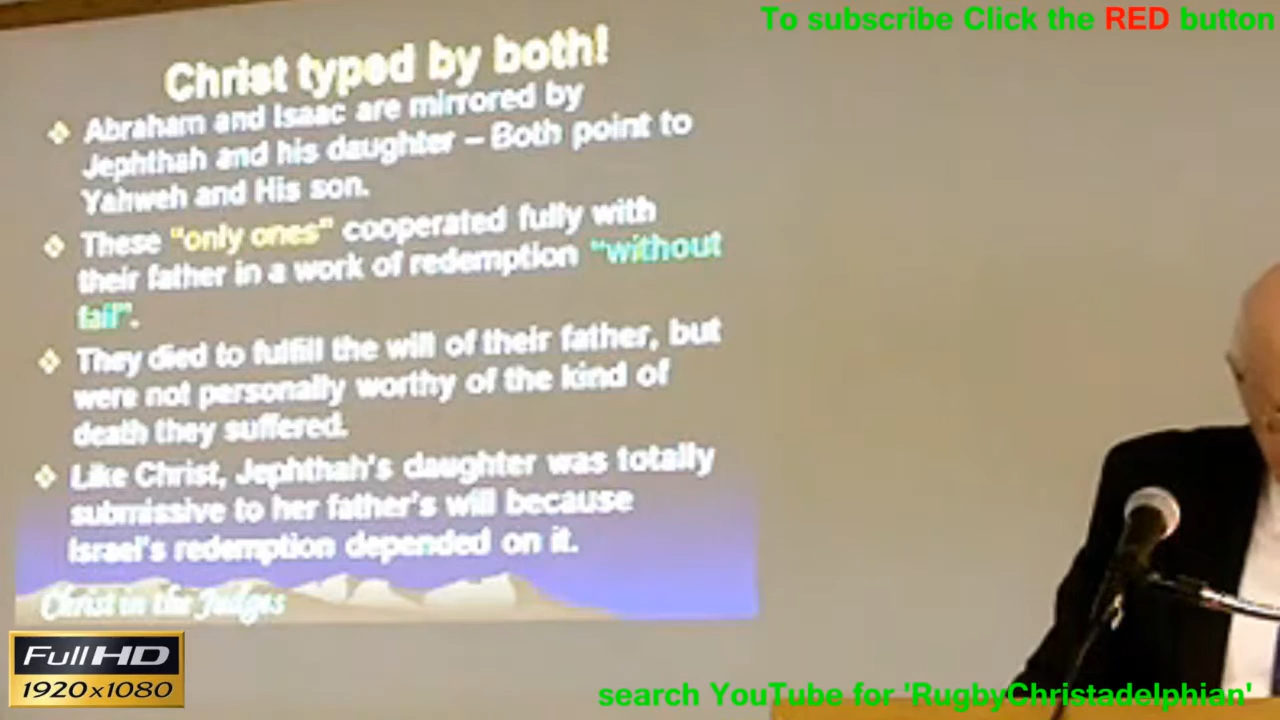 To subscribe Click the RED button
Christ typed by both!
Abraham and Isaac are mirrored by
Jephthah and his daughter – Both point to
Yahweh and His son.
These "only ones" cooperated fully with
their father in a work of redemption "without
fail".
They died to fulfill the will of their father, but
were not personally worthy of the kind of
death they suffered.
Like Christ, Jephthah's daughter was totally
submissive to her father's will because
Israel's redemption depended on it.
Christ in the Judges
Full HD
1920x1080
search YouTube for 'RugbyChristadelphian'